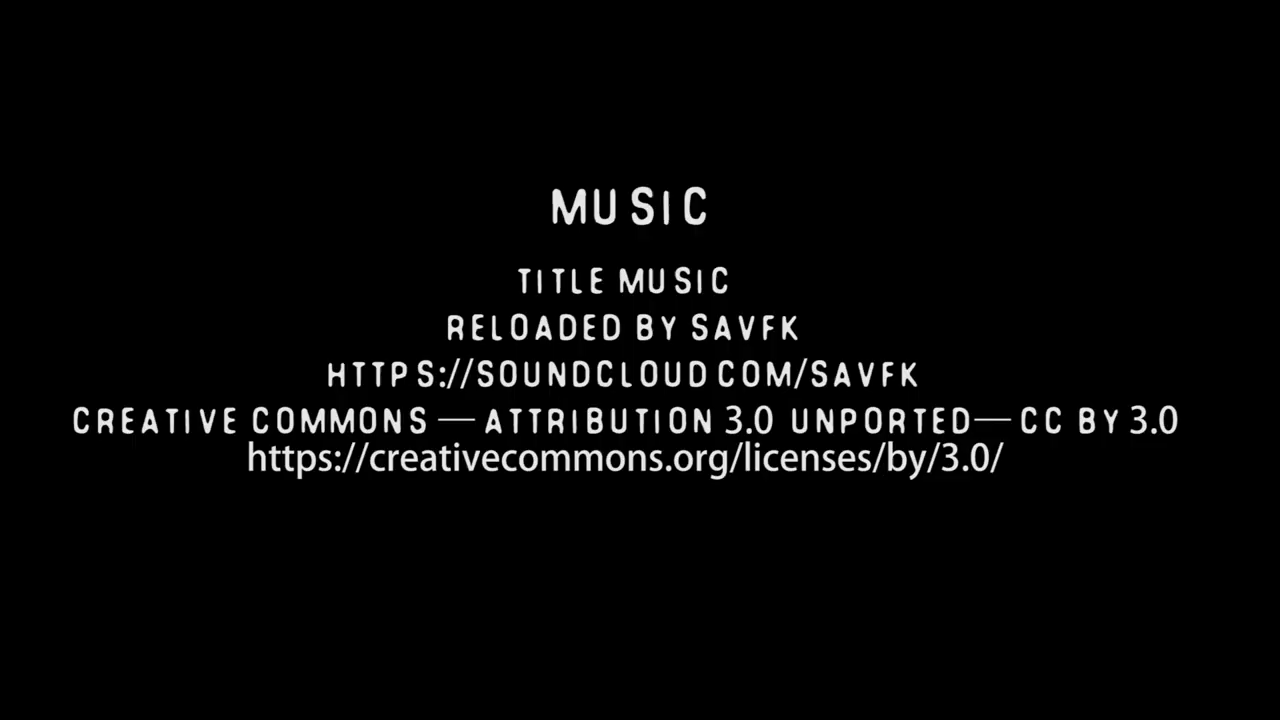 MUSIC
TITLE MUSIC
RELOADED BY SAVFK
HTTPS://SOUNDCLOUD COM/SAVFK
CREATIVE COMMONS — ATTRIBUTION 3.0 UNPORTED— CC BY 3.0
https://creativecommons.org/licenses/by/3.0/